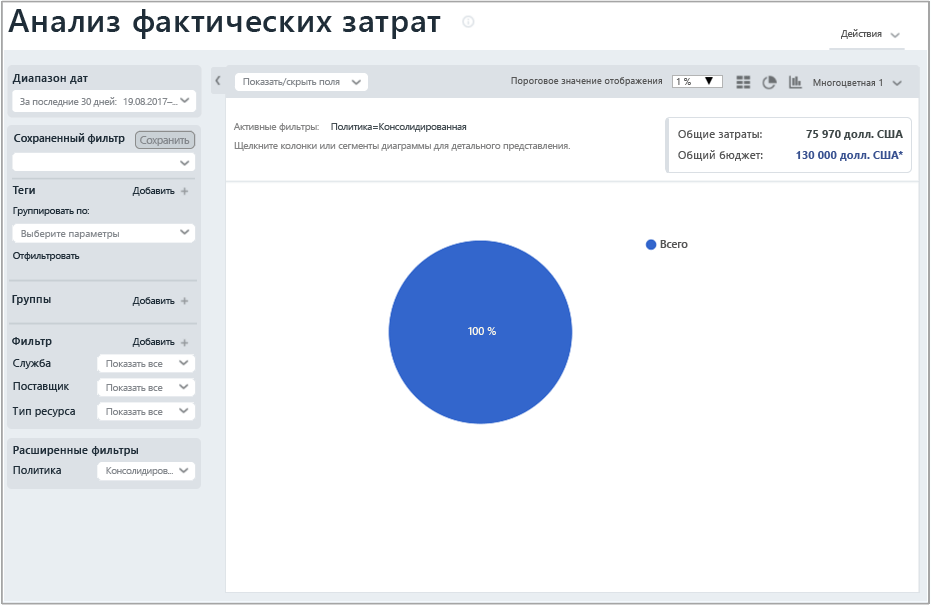 Анализ фактических затрат
Действия
Диапазон дат
За последние 30 дней: 19.08.2017–...
Сохраненный фильтр Сохранить
Теги Добавить +
Группировать по:
Выберите параметры
Отфильтровать
Группы Добавить +
Фильтр Добавить +
Служба Показать все
Поставщик Показать все
Тип ресурса Показать все
Расширенные фильтры
Политика Консолидиров...
Показать/скрыть поля Пороговое значение отображения 1 % Многоцветная 1
Активные фильтры: Политика=Консолидированная
Щелкните колонки или сегменты диаграммы для детального представления.
Общие затраты: 75 970 долл. США
Общий бюджет: 130 000 долл. США*
Всего
100 %